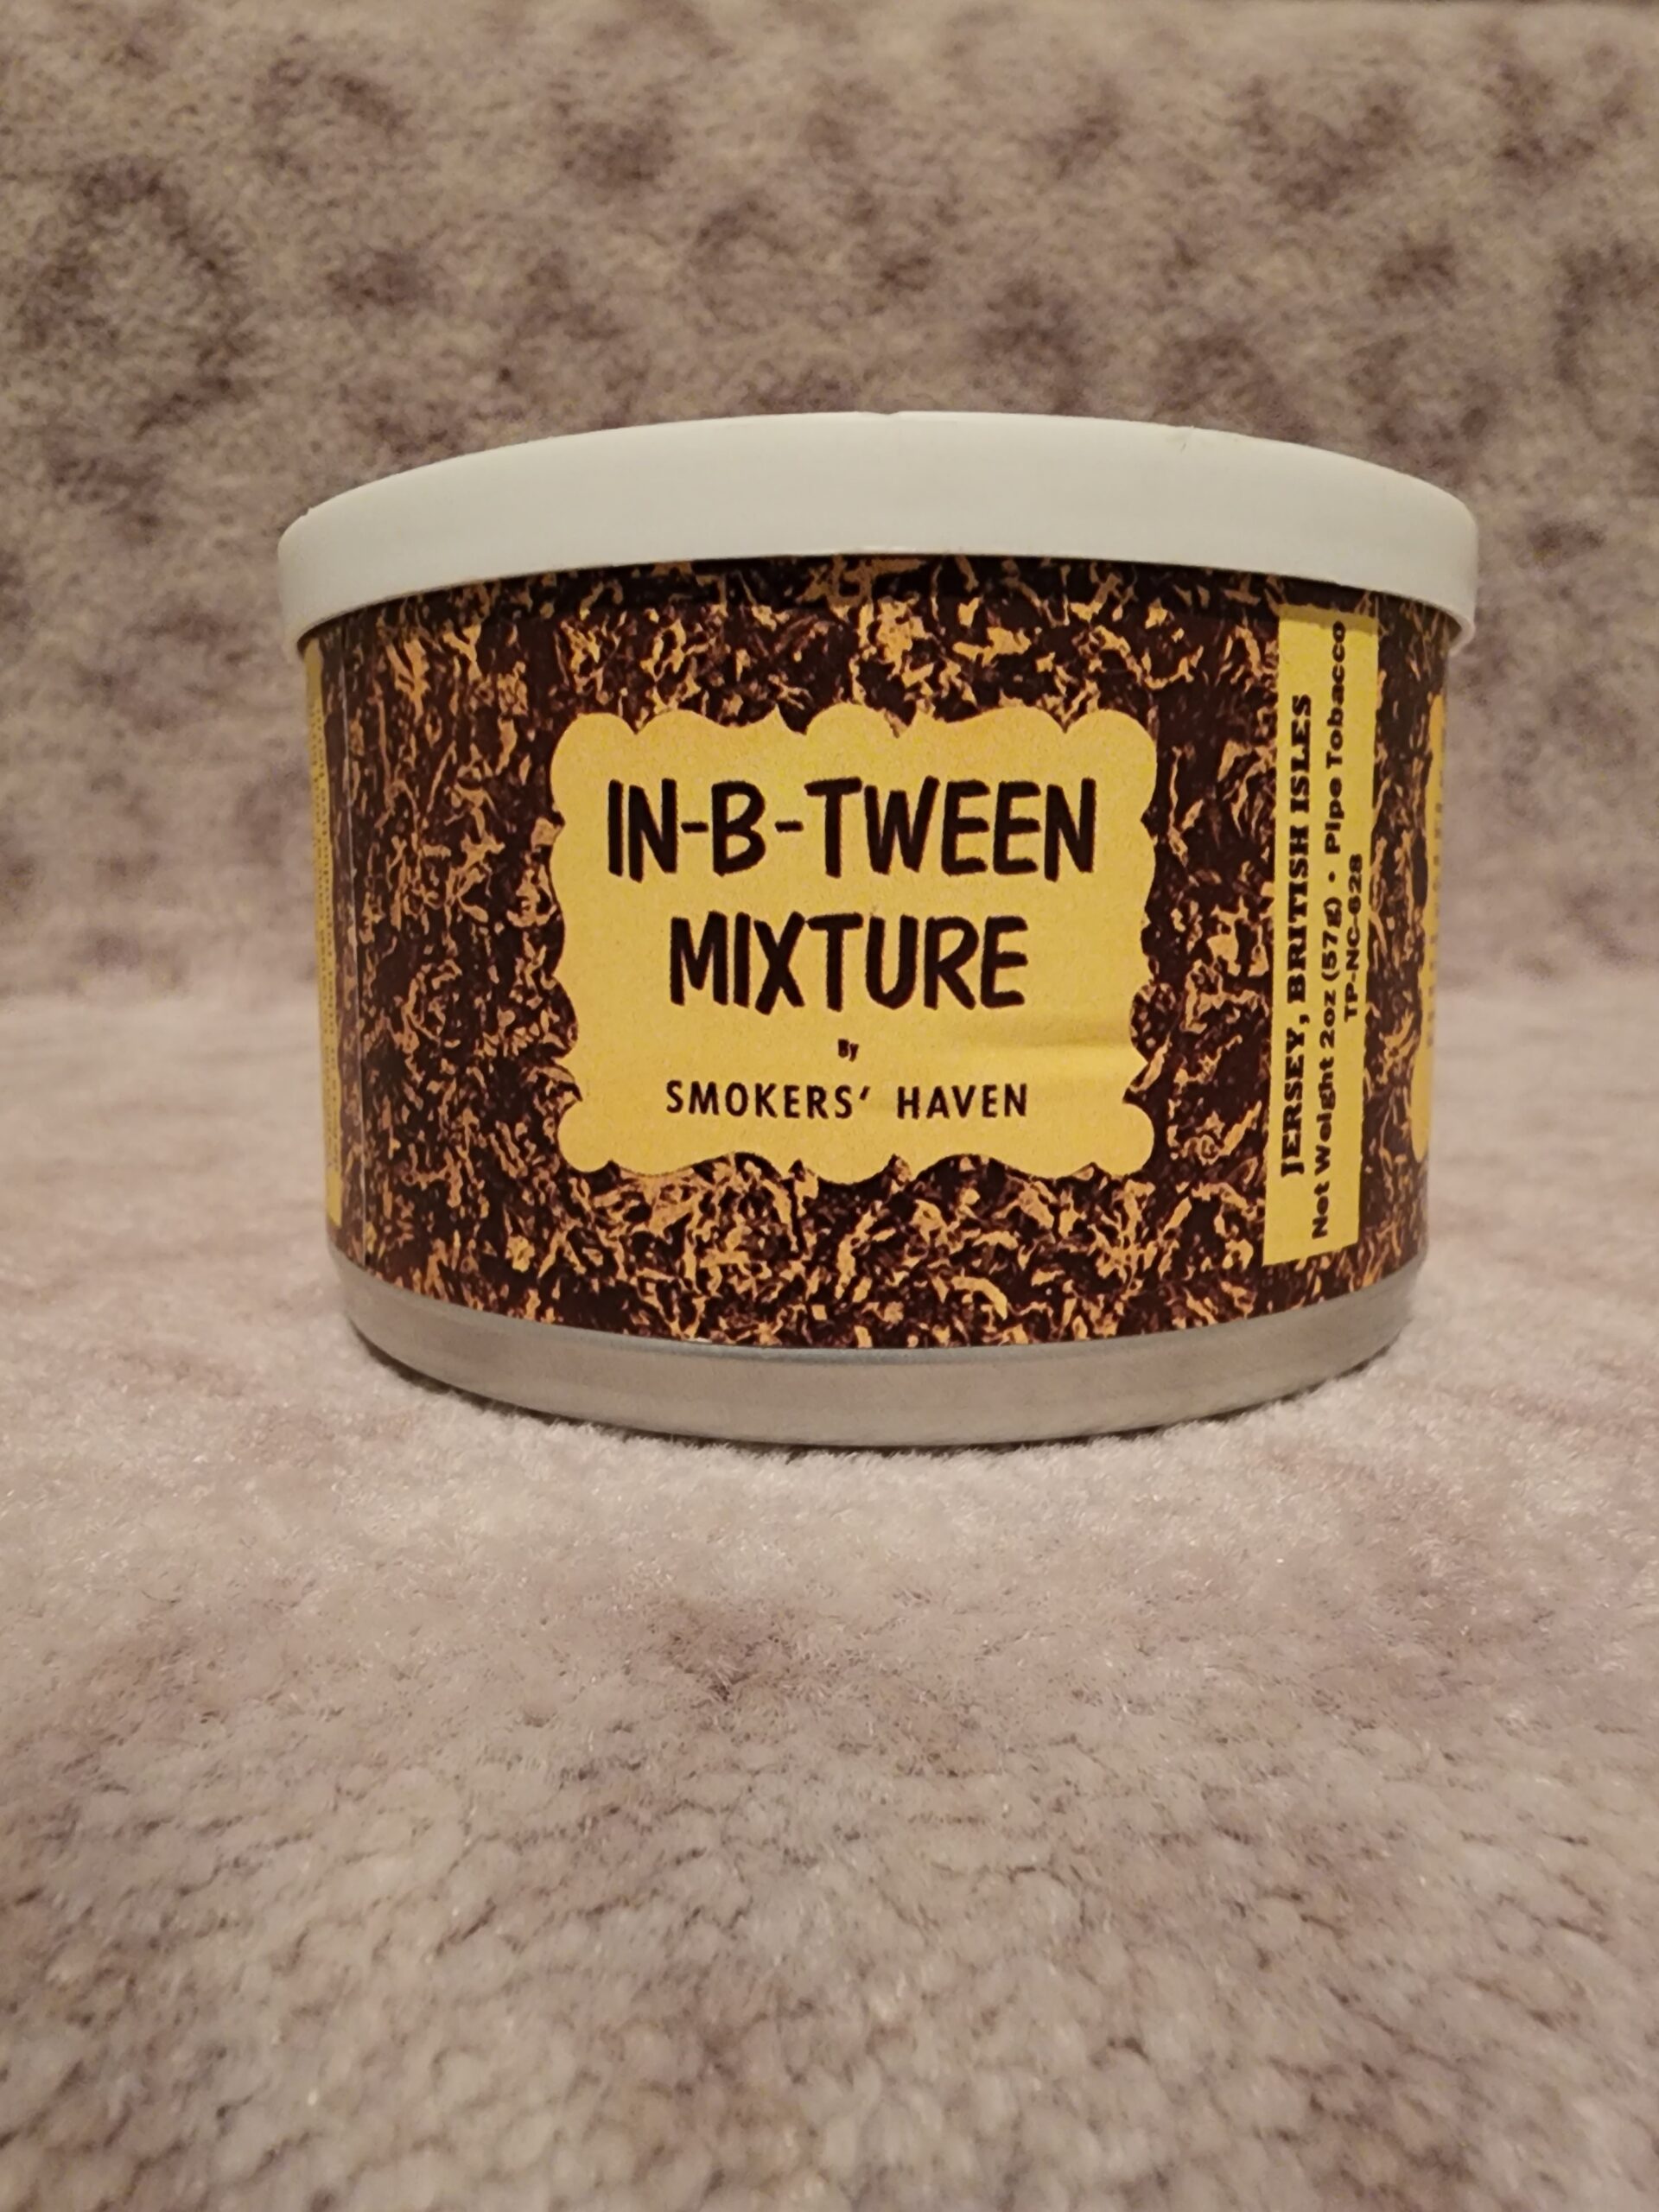 IN-B-TWEEN
MIXTURE
By
SMOKERS' HAVEN
JERSEY, BRITISH ISLES
Net Weight 2oz (57g) • Pipe Tobacco
TP-NC-628